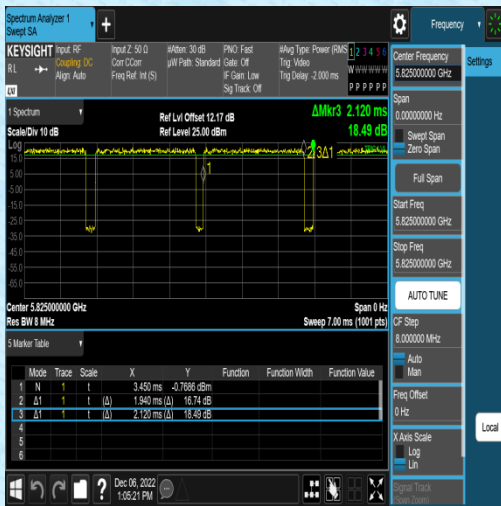 Spectrum Analyzer 1
Swept SA
Frequency
KEYSIGHT
Input: RF
Coupling: DC
Align: Auto
Input Z: 50 Ω
Corr CCorr
Freq Ref: Int (S)
#Atten: 30 dB
µW Path: Standard
PNO: Fast
Gate: Off
IF Gain: Low
Sig Track: Off
#Avg Type: Power (RMS
Trig: Video
Trig Delay: -2.000 ms
1 2 3 4 5 6
W W W W W W
P P P P P P
RL
LXI
1 Spectrum
Scale/Div 10 dB
Ref Lvl Offset 12.17 dB
Ref Level 25.00 dBm
ΔMkr3 2.120 ms
18.49 dB
Log
15.0
5.00
-5.00
-15.0
-25.0
-35.0
-45.0
-55.0
-65.0
1
2
3Δ1
Center 5.825000000 GHz
Res BW 8 MHz
Span 0 Hz
Sweep 7.00 ms (1001 pts)
5 Marker Table
Mode Trace Scale X Y Function Function Width Function Value
1 N 1 t 3.450 ms -0.7686 dBm
2 Δ1 1 t (Δ) 1.940 ms (Δ) 16.74 dB
3 Δ1 1 t (Δ) 2.120 ms (Δ) 18.49 dB
4
5
6
?
Dec 06, 2022
1:05:21 PM
Center Frequency
5.825000000 GHz
Settings
Span
0.00000000 Hz
Swept Span
Zero Span
Full Span
Start Freq
5.825000000 GHz
Stop Freq
5.825000000 GHz
AUTO TUNE
CF Step
8.000000 MHz
Auto
Man
Freq Offset
0 Hz
X Axis Scale
Log
Lin
Signal Track
(Span Zoom)
Local